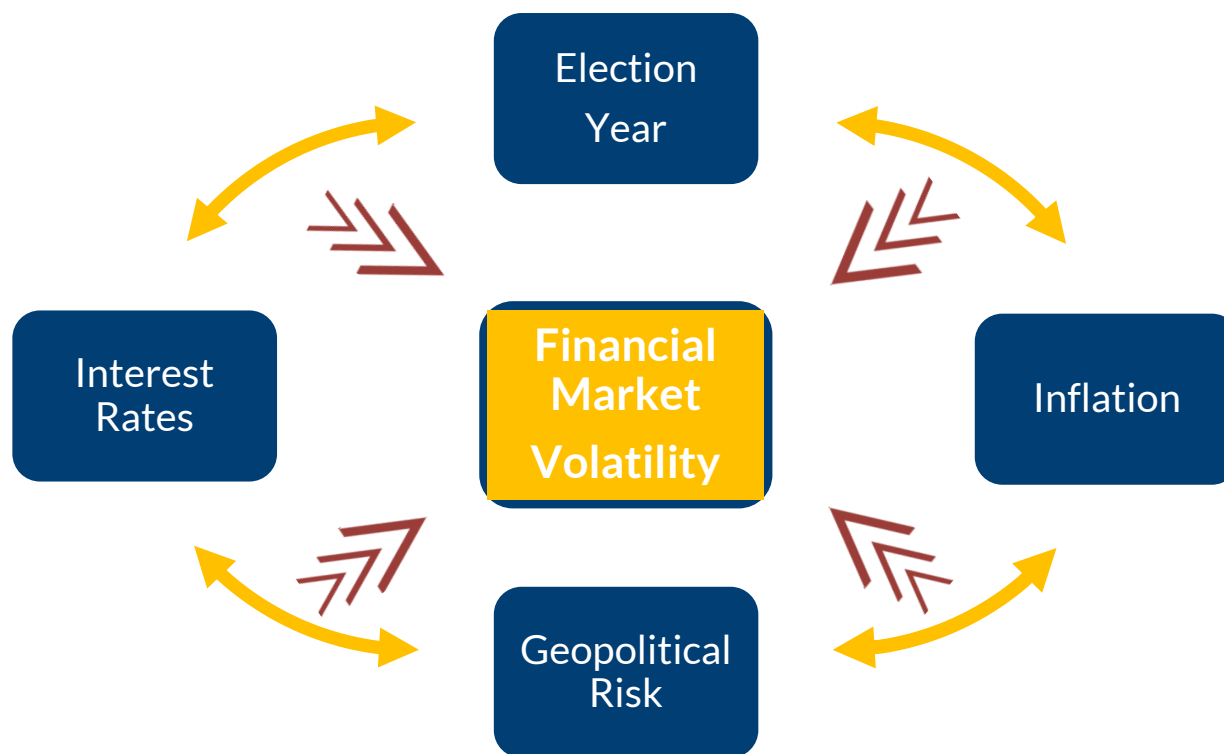 Election
Year
Interest
Rates
Financial
Market
Volatility
Inflation
Geopolitical
Risk